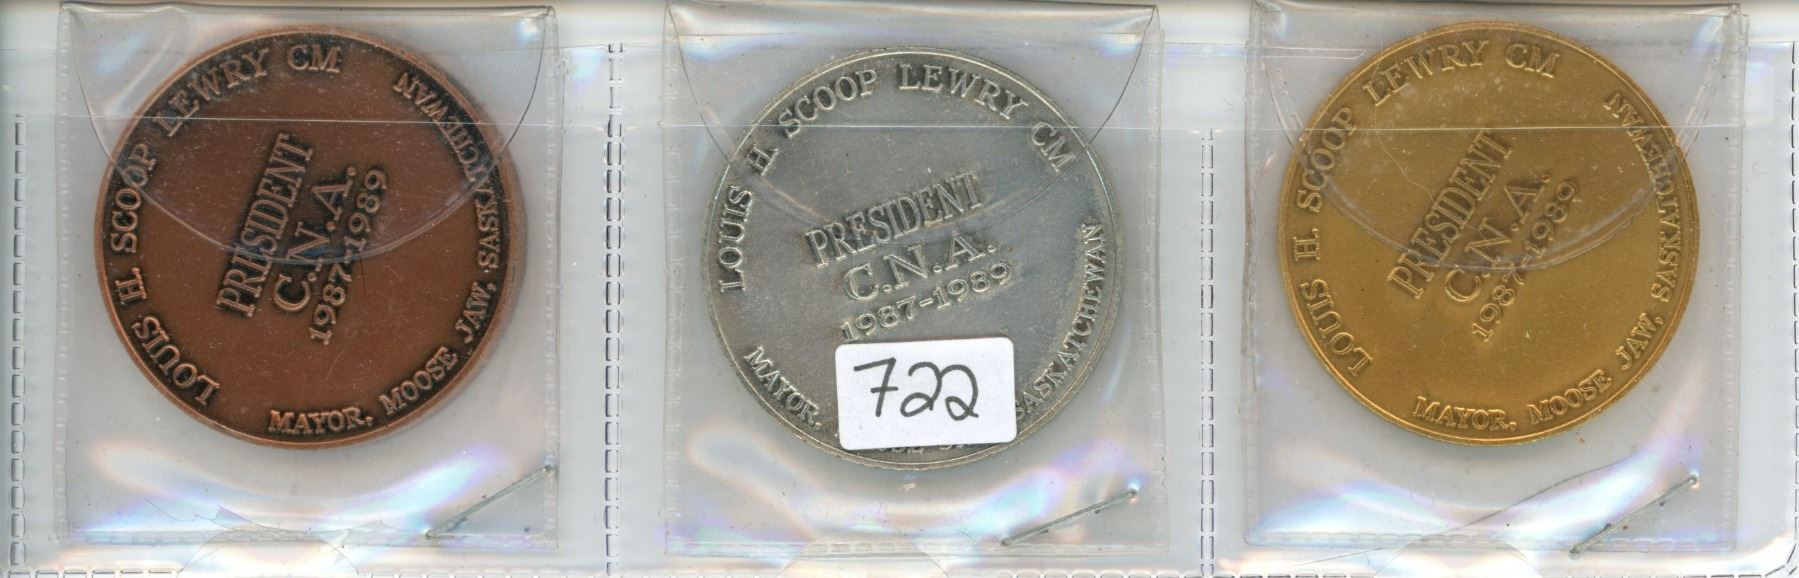 LOUIS H. SCOOP LEWRY CM
PRESIDENT
C.N.A.
1987-1989
MAYOR, MOOSE JAW, SASKATCHEWAN
LOUIS H. SCOOP LEWRY CM
PRESIDENT
C.N.A.
1987-1989
MAYOR, SASKATCHEWAN
722
LOUIS H. SCOOP LEWRY CM
PRESIDENT
C.N.A.
1987-1989
MAYOR, MOOSE JAW, SASKATCHEWAN